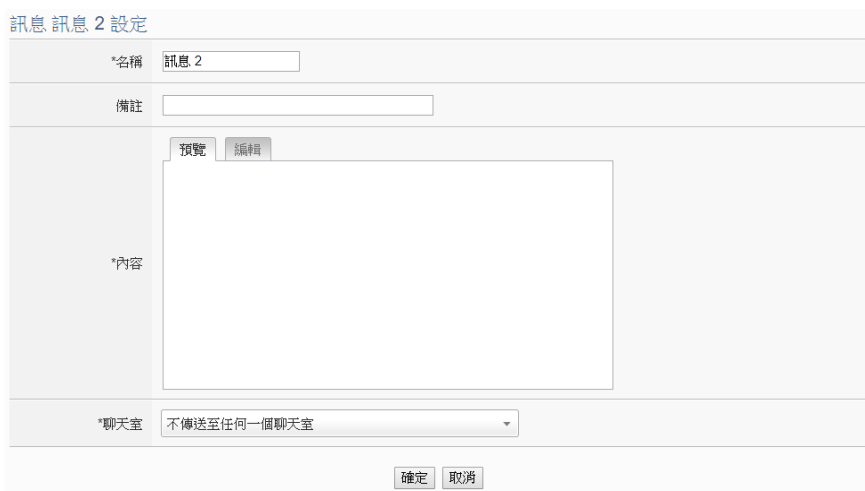 訊息 訊息 2 設定
*名稱 訊息 2
備註
預覽 編輯
*內容
*聊天室 不傳送至任何一個聊天室
確定 取消